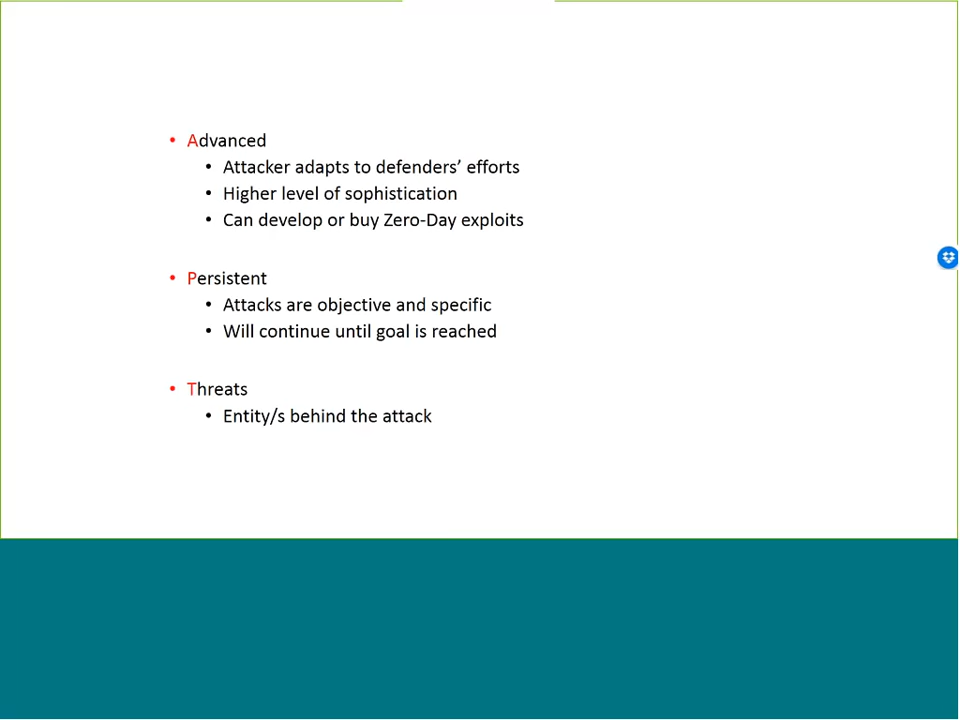 • Advanced
• Attacker adapts to defenders’ efforts
• Higher level of sophistication
• Can develop or buy Zero-Day exploits
• Persistent
• Attacks are objective and specific
• Will continue until goal is reached
• Threats
• Entity/s behind the attack